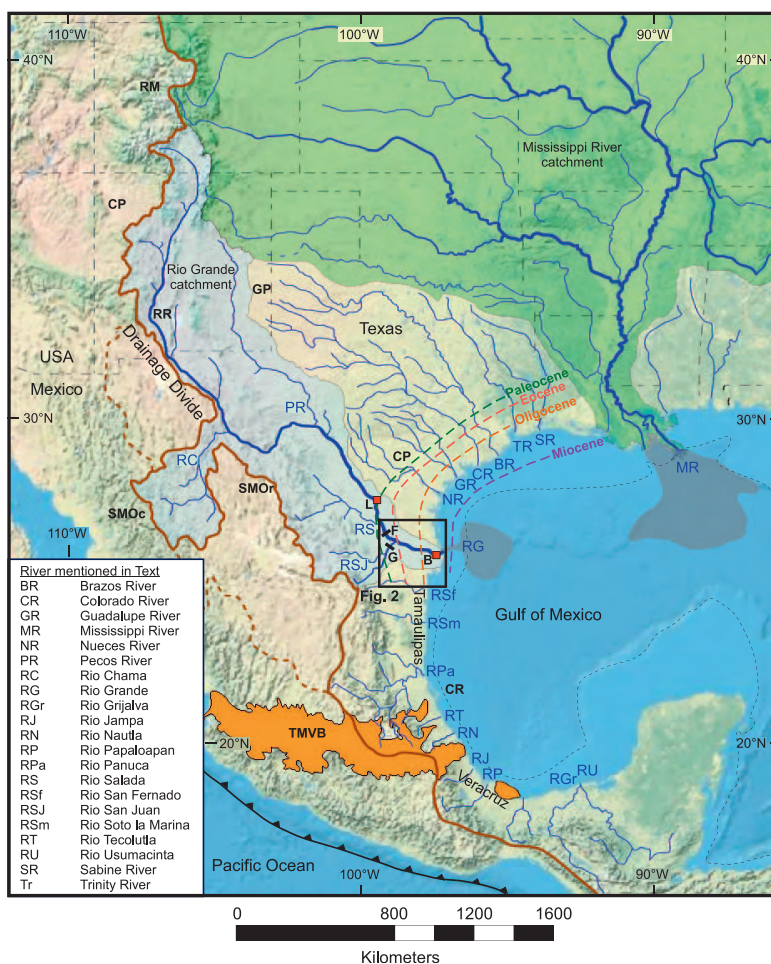 110°W 100°W 90°W
40°N 40°N
RM
Mississippi River
catchment
CP
Rio Grande
catchment
GP
RR
Texas
USA
Mexico
Drainage Divide
Paleocene
Eocene
Oligocene
Miocene
30°N 30°N
PR
CP
TR SR
BR
CR
GR
NR
MR
RC
SMOr
SMOc
L
110°W
RS
F
G
B
RG
RSJ
Fig. 2
RSf
RSm
Tamaulipas
Gulf of Mexico
River mentioned in Text
BR Brazos River
CR Colorado River
GR Guadalupe River
MR Mississippi River
NR Nueces River
PR Pecos River
RC Rio Chama
RG Rio Grande
RGr Rio Grijalva
RJ Rio Jampa
RN Rio Nautla
RP Rio Papaloapan
RPa Rio Panuca
RS Rio Salada
RSf Rio San Fernado
RSJ Rio San Juan
RSm Rio Soto la Marina
RT Rio Tecolutla
RU Rio Usumacinta
SR Sabine River
Tr Trinity River
RPa
CR
RT
RN
TMVB
20°N 20°N
RJ
RP
Veracruz
RGr
RU
Pacific Ocean
100°W 90°W
0 800 1200 1600
Kilometers